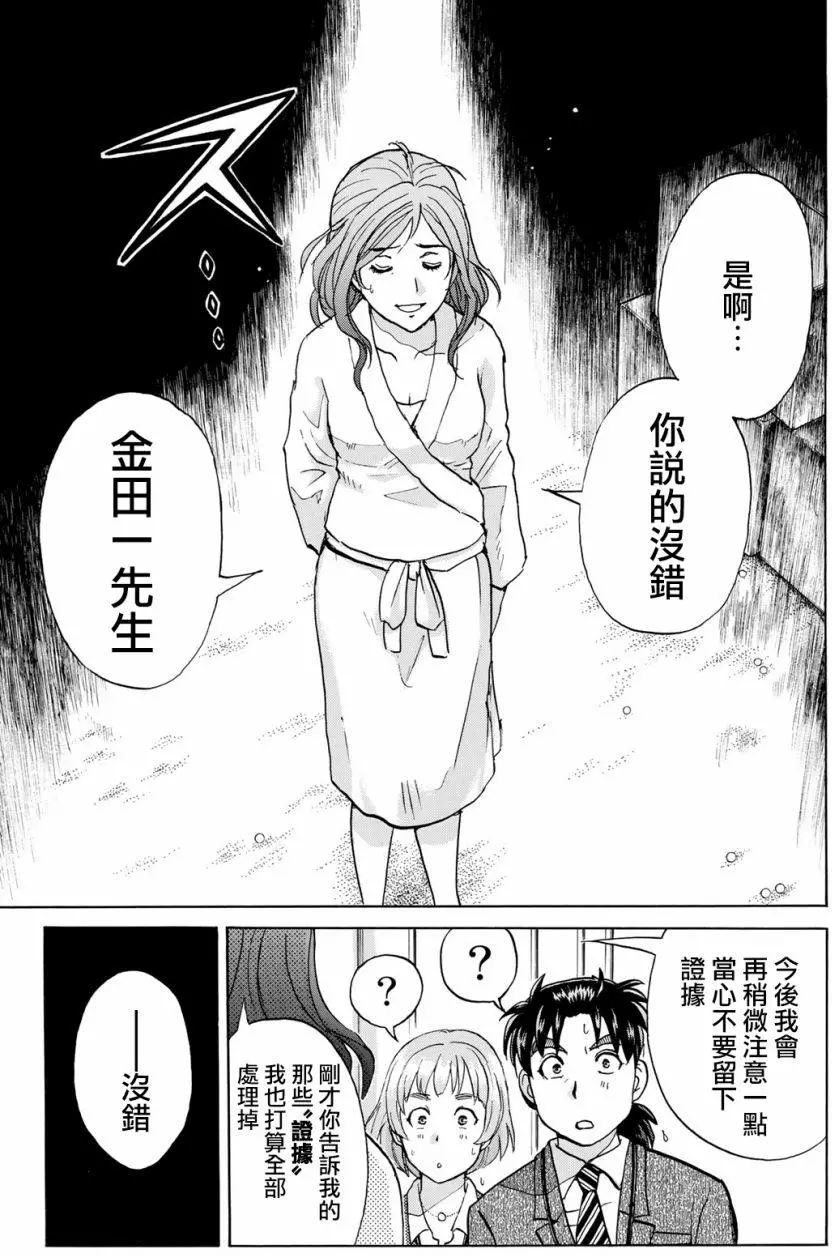 是啊…
你説的沒錯
金田一先生
ス…
今後我會
再稍微注意一點
當心不要留下
證據
？
？
剛才你告訴我的
那些〝證據〞
我也打算全部
處理掉
——沒錯